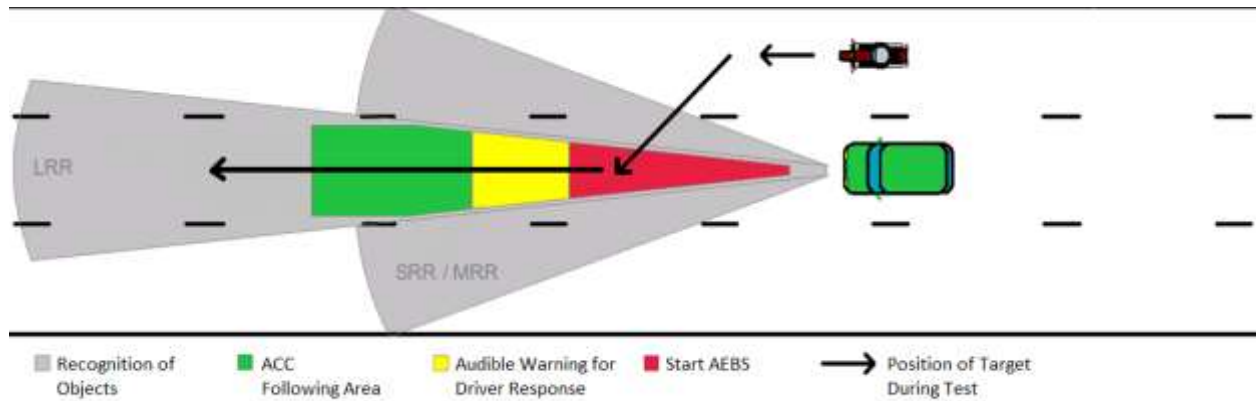 LRR
SRR / MRR
Recognition of
Objects
ACC
Following Area
Audible Warning for
Driver Response
Start AEBS
Position of Target
During Test